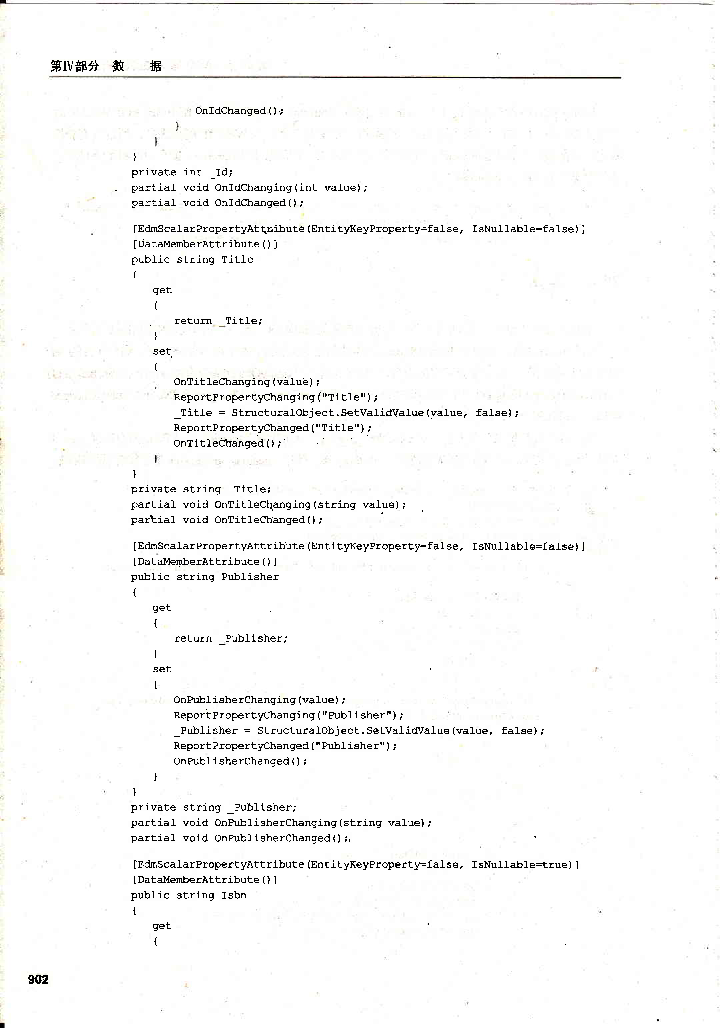 第IV部分 数 据
OnIdChanged();
}
}
}
private int _Id;
partial void OnIdChanging(int value);
partial void OnIdChanged();
[EdmScalarPropertyAttribute(EntityKeyProperty=false, IsNullable=false)]
[DataMemberAttribute()]
public string Title
{
get
{
return _Title;
}
set
{
OnTitleChanging(value);
ReportPropertyChanging("Title");
_Title = StructuralObject.SetValidValue(value, false);
ReportPropertyChanged("Title");
OnTitleChanged();
}
}
private string _Title;
partial void OnTitleChanging(string value);
partial void OnTitleChanged();
[EdmScalarPropertyAttribute(EntityKeyProperty=false, IsNullable=false)]
[DataMemberAttribute()]
public string Publisher
{
get
{
return _Publisher;
}
set
{
OnPublisherChanging(value);
ReportPropertyChanging("Publisher");
_Publisher = StructuralObject.SetValidValue(value, false);
ReportPropertyChanged("Publisher");
OnPublisherChanged();
}
}
private string _Publisher;
partial void OnPublisherChanging(string value);
partial void OnPublisherChanged();
[EdmScalarPropertyAttribute(EntityKeyProperty=false, IsNullable=true)]
[DataMemberAttribute()]
public string Isbn
{
get
{
902